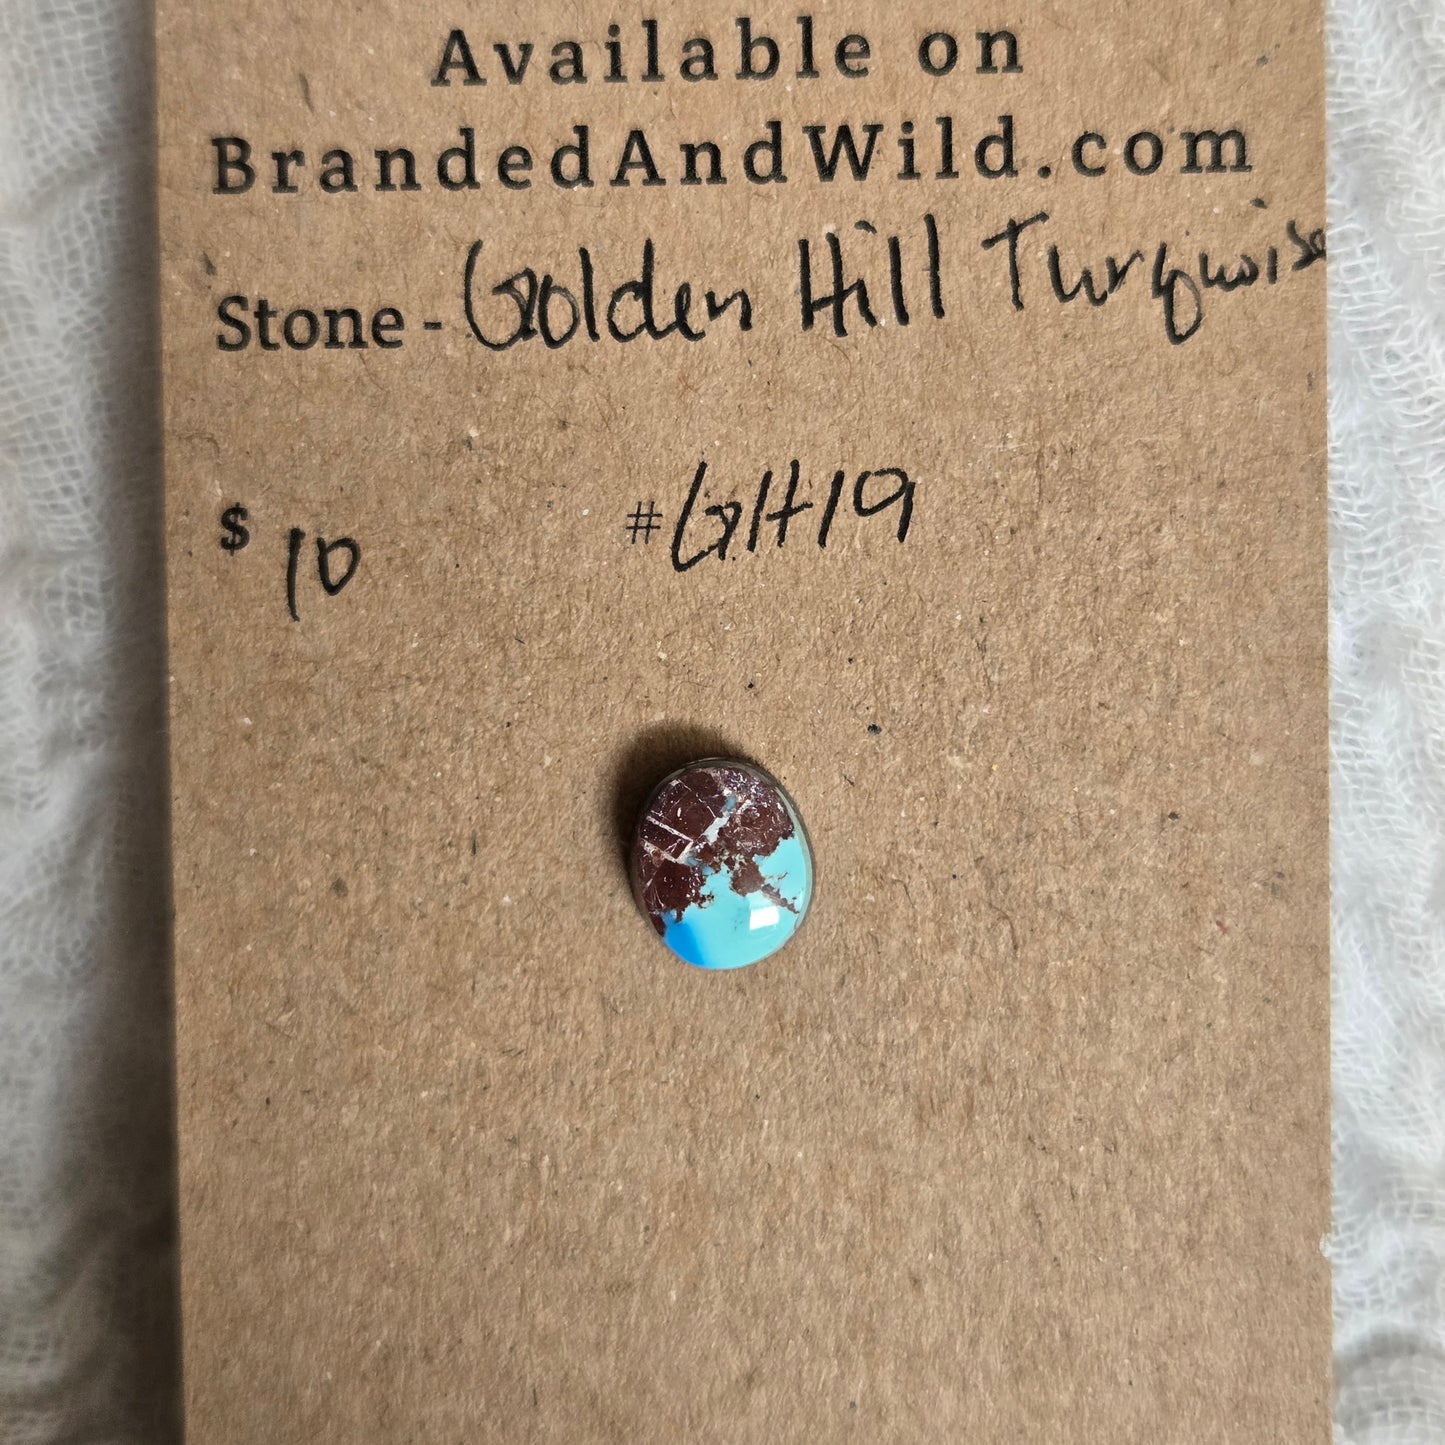 Available on
BrandedAndWild.com
Stone - Golden Hill Turquoise
$ 10 #GH19